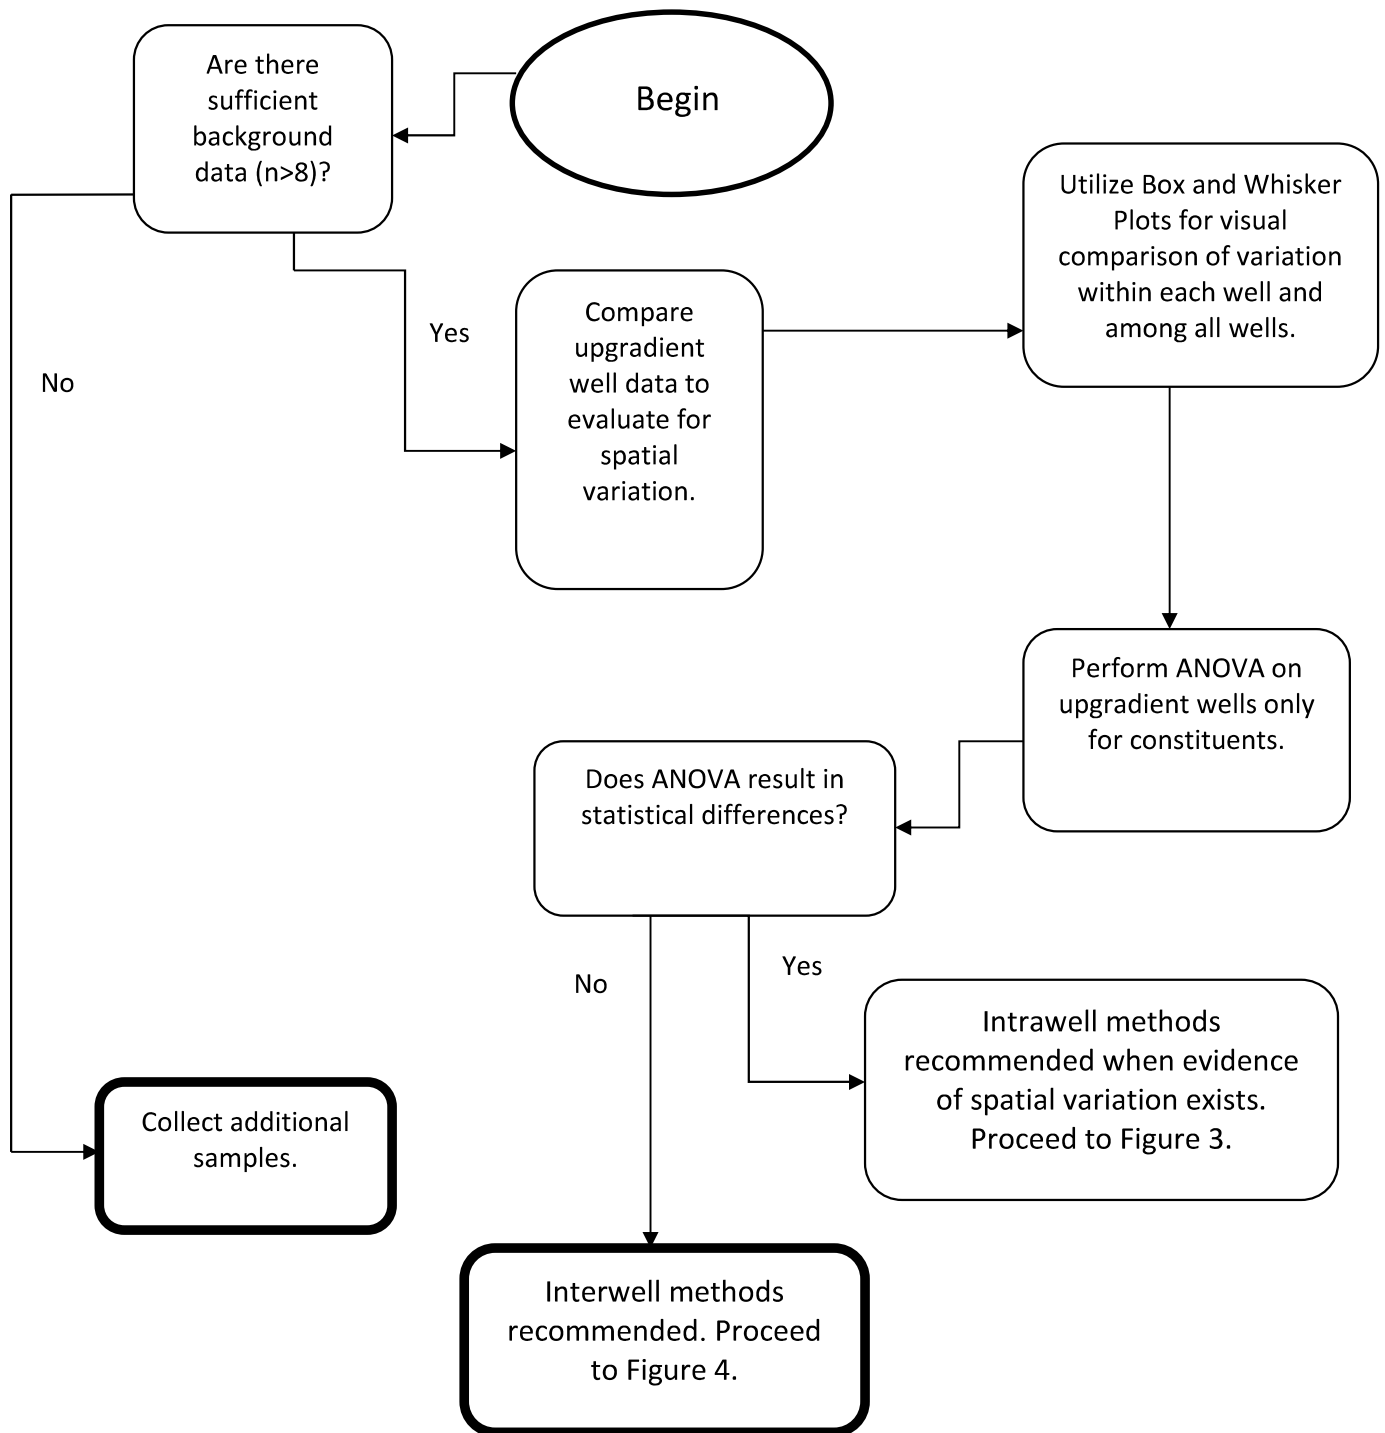 Begin
Are there
sufficient
background
data (n>8)?
Yes
No
Compare
upgradient
well data to
evaluate for
spatial
variation.
Utilize Box and Whisker
Plots for visual
comparison of variation
within each well and
among all wells.
Perform ANOVA on
upgradient wells only
for constituents.
Does ANOVA result in
statistical differences?
No
Yes
Intrawell methods
recommended when evidence
of spatial variation exists.
Proceed to Figure 3.
Collect additional
samples.
Interwell methods
recommended. Proceed
to Figure 4.